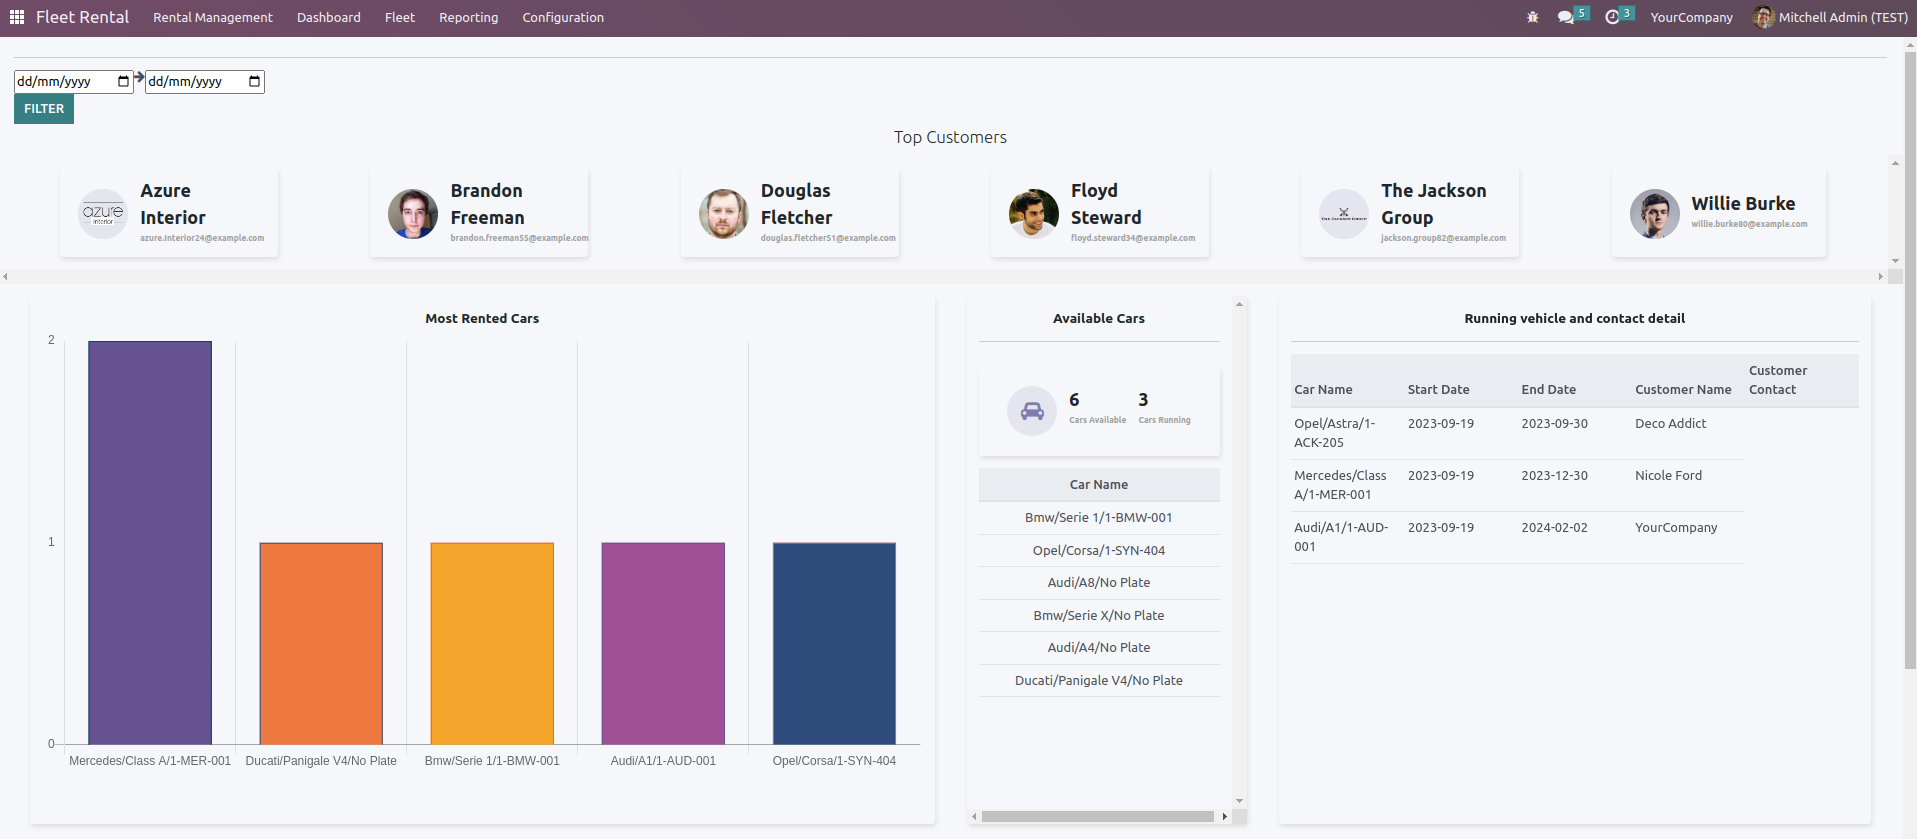 Fleet Rental Rental Management Dashboard Fleet Reporting Configuration 5 3 YourCompany Mitchell Admin (TEST)
dd/mm/yyyy dd/mm/yyyy
FILTER
Top Customers
azure
interior
Azure
Interior
azure.Interior24@example.com
Brandon
Freeman
brandon.freeman55@example.com
Douglas
Fletcher
douglas.fletcher51@example.com
Floyd
Steward
floyd.steward34@example.com
THE JACKSON GROUP
The Jackson
Group
jackson.group82@example.com
Willie Burke
willie.burke80@example.com
Most Rented Cars
2
1
0
Mercedes/Class A/1-MER-001 Ducati/Panigale V4/No Plate Bmw/Serie 1/1-BMW-001 Audi/A1/1-AUD-001 Opel/Corsa/1-SYN-404
Available Cars
6 3
Cars Available Cars Running
Car Name
Bmw/Serie 1/1-BMW-001
Opel/Corsa/1-SYN-404
Audi/A8/No Plate
Bmw/Serie X/No Plate
Audi/A4/No Plate
Ducati/Panigale V4/No Plate
Running vehicle and contact detail
Customer
Car Name Start Date End Date Customer Name Contact
Opel/Astra/1- 2023-09-19 2023-09-30 Deco Addict
ACK-205
Mercedes/Class 2023-09-19 2023-12-30 Nicole Ford
A/1-MER-001
Audi/A1/1-AUD- 2023-09-19 2024-02-02 YourCompany
001